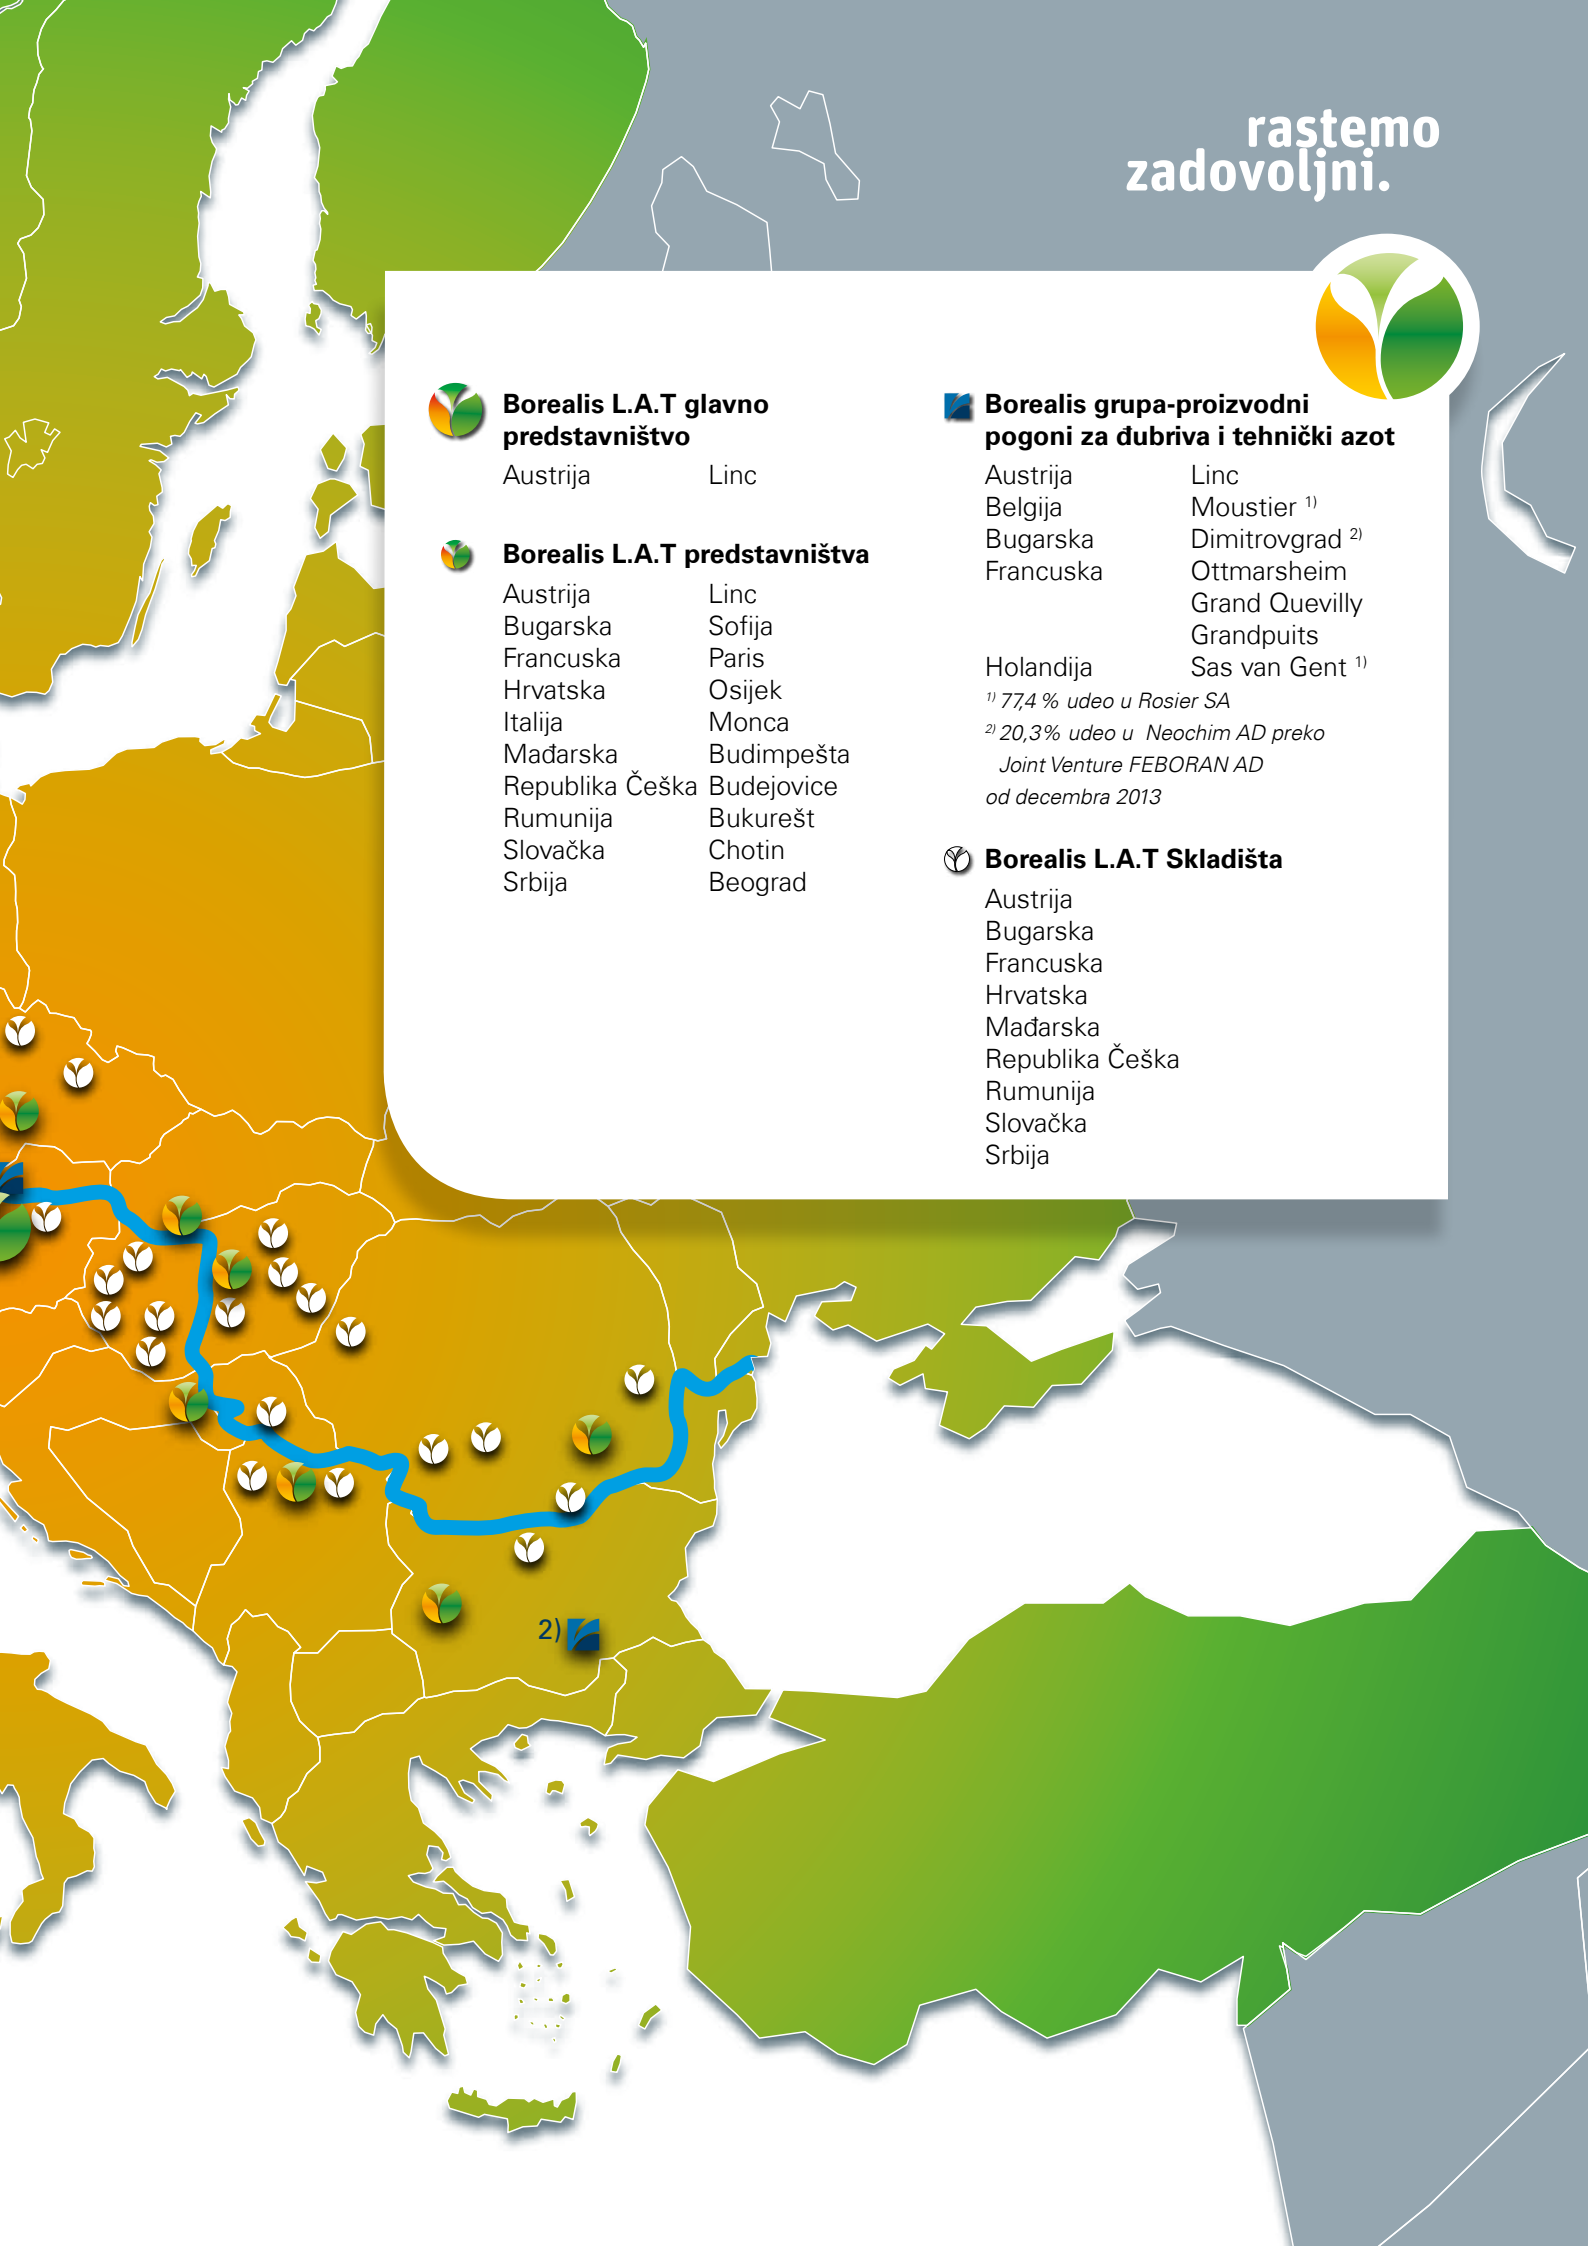 rastemo
zadovoljni.
Borealis L.A.T glavno
predstavništvo
Austrija Linc
Borealis L.A.T predstavništva
Austrija Linc
Bugarska Sofija
Francuska Paris
Hrvatska Osijek
Italija Monca
Mađarska Budimpešta
Republika Češka Budejovice
Rumunija Bukurešt
Slovačka Chotin
Srbija Beograd
Borealis grupa-proizvodni
pogoni za đubriva i tehnički azot
Austrija Linc
Belgija Moustier 1)
Bugarska Dimitrovgrad 2)
Francuska Ottmarsheim
Grand Quevilly
Grandpuits
Holandija Sas van Gent 1)
1) 77,4 % udeo u Rosier SA
2) 20,3% udeo u Neochim AD preko
Joint Venture FEBORAN AD
od decembra 2013
Borealis L.A.T Skladišta
Austrija
Bugarska
Francuska
Hrvatska
Mađarska
Republika Češka
Rumunija
Slovačka
Srbija
2)